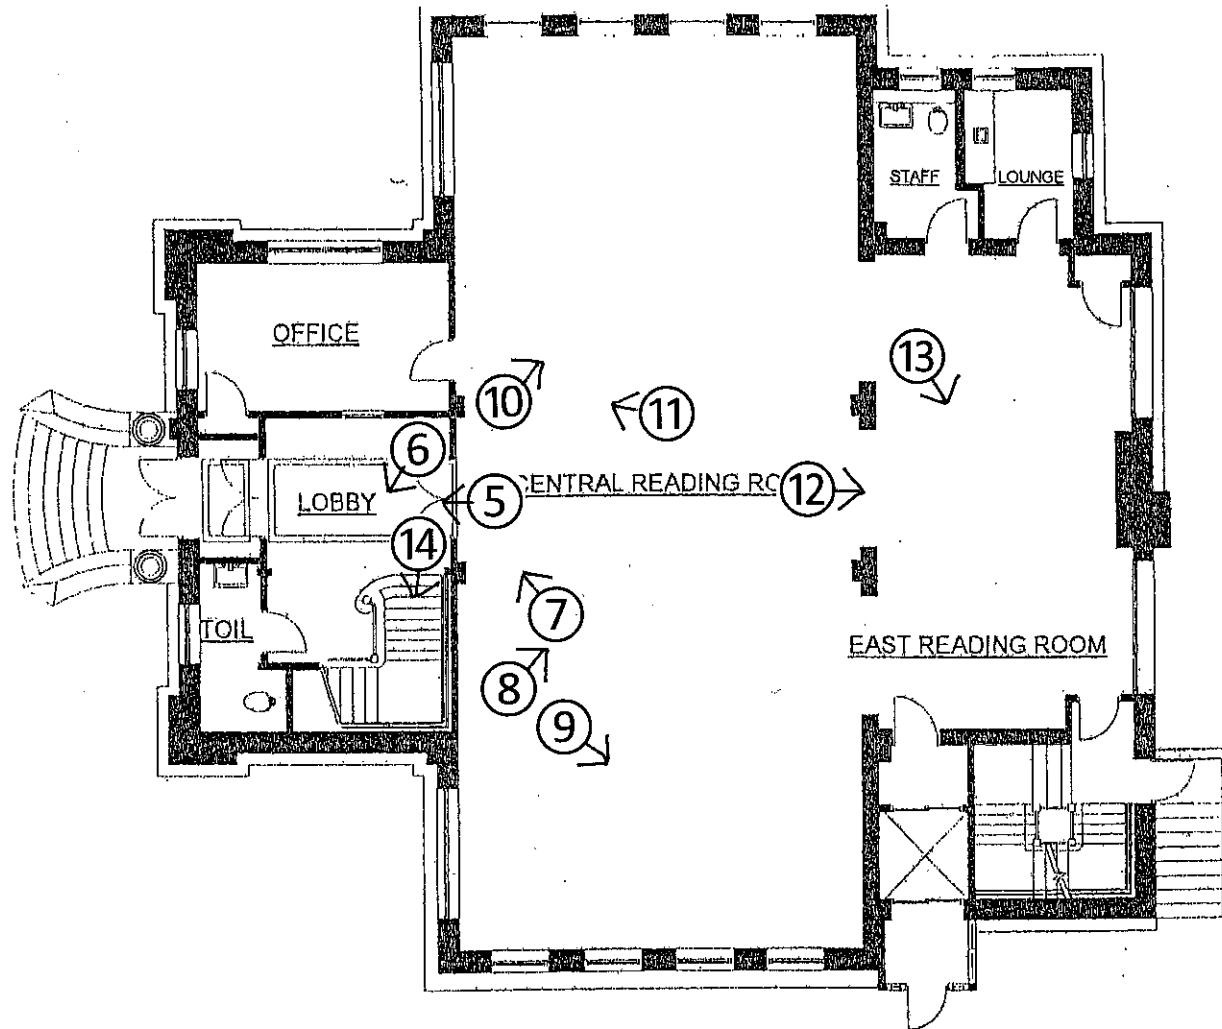 STAFF
LOUNGE
OFFICE
13
10
11
6
CENTRAL READING RO
12
LOBBY
5
14
7
TOIL
EAST READING ROOM
8
9